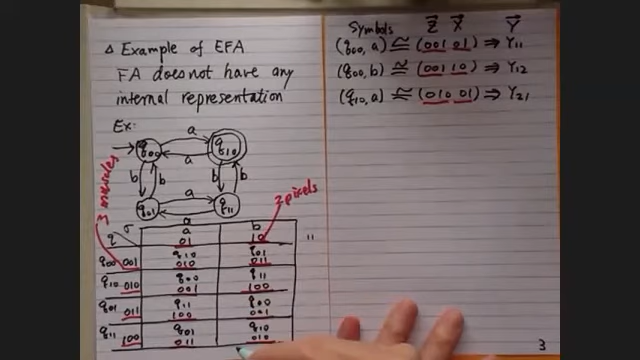 △ Example of EFA
FA does not have any
internal representation
Ex:
a
q00
q10
a
b
b
b
b
a
q01
q11
a
3 muscles
2 pixels
q
σ
a
01
b
10
q00 001
q10
010
q01
011
q10 010
q00
001
q11
100
q01 011
q11
100
q00
001
q11 100
q01
011
q10
010
"
Symbols Z X Y
(q00, a) ≅ (001 01) ⇒ Y11
(q00, b) ≅ (001 10) ⇒ Y12
(q10, a) ≅ (010 01) ⇒ Y21
3